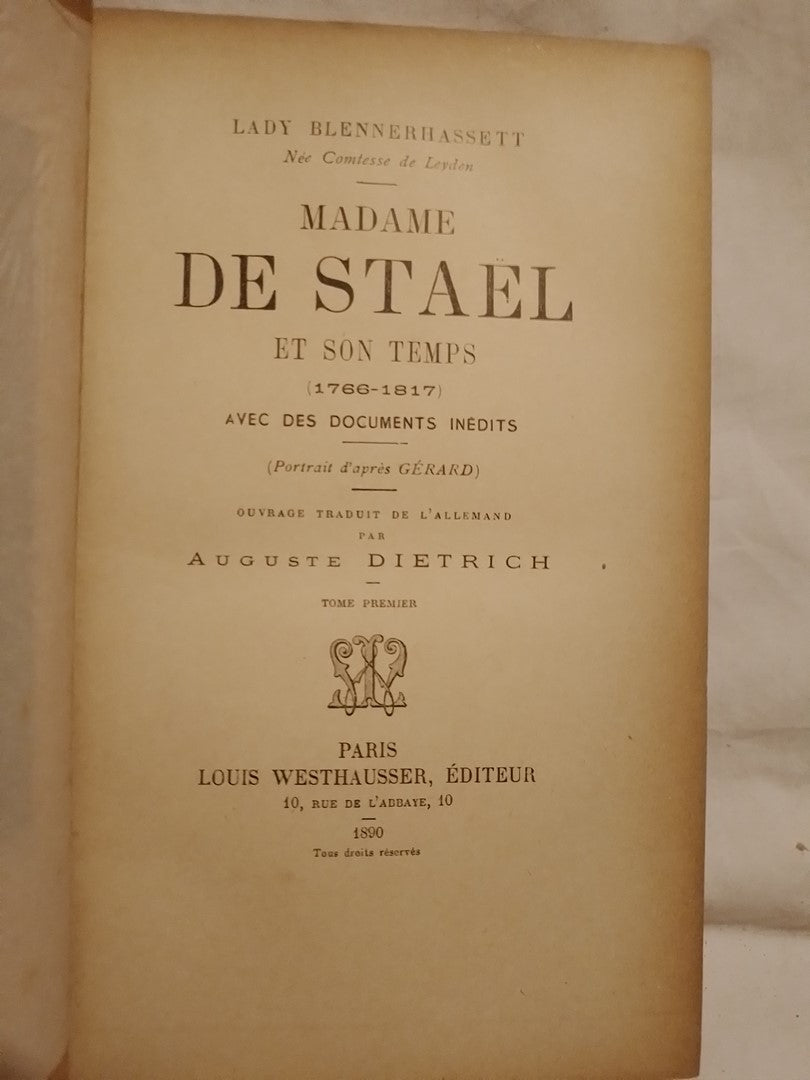 LADY BLENNERHASSETT
Née Comtesse de Leyden
MADAME
DE STAËL
ET SON TEMPS
(1766-1817)
AVEC DES DOCUMENTS INÉDITS
(Portrait d'après GÉRARD)
OUVRAGE TRADUIT DE L'ALLEMAND
PAR
AUGUSTE DIETRICH
TOME PREMIER
PARIS
LOUIS WESTHAUSSER, ÉDITEUR
10, RUE DE L'ABBAYE, 10
1890
Tous droits réservés